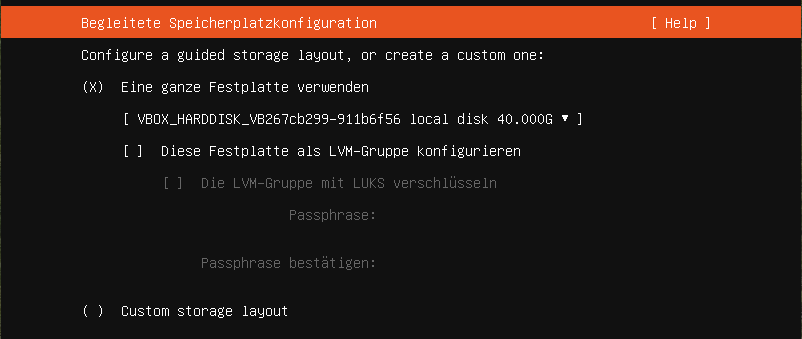 Begleitete Speicherplatzkonfiguration [ Help ]
Configure a guided storage layout, or create a custom one:
(X) Eine ganze Festplatte verwenden
[ VBOX_HARDDISK_VB267cb299-911b6f56 local disk 40.000G ▾ ]
[ ] Diese Festplatte als LVM-Gruppe konfigurieren
[ ] Die LVM-Gruppe mit LUKS verschlüsseln
Passphrase:
Passphrase bestätigen:
( ) Custom storage layout